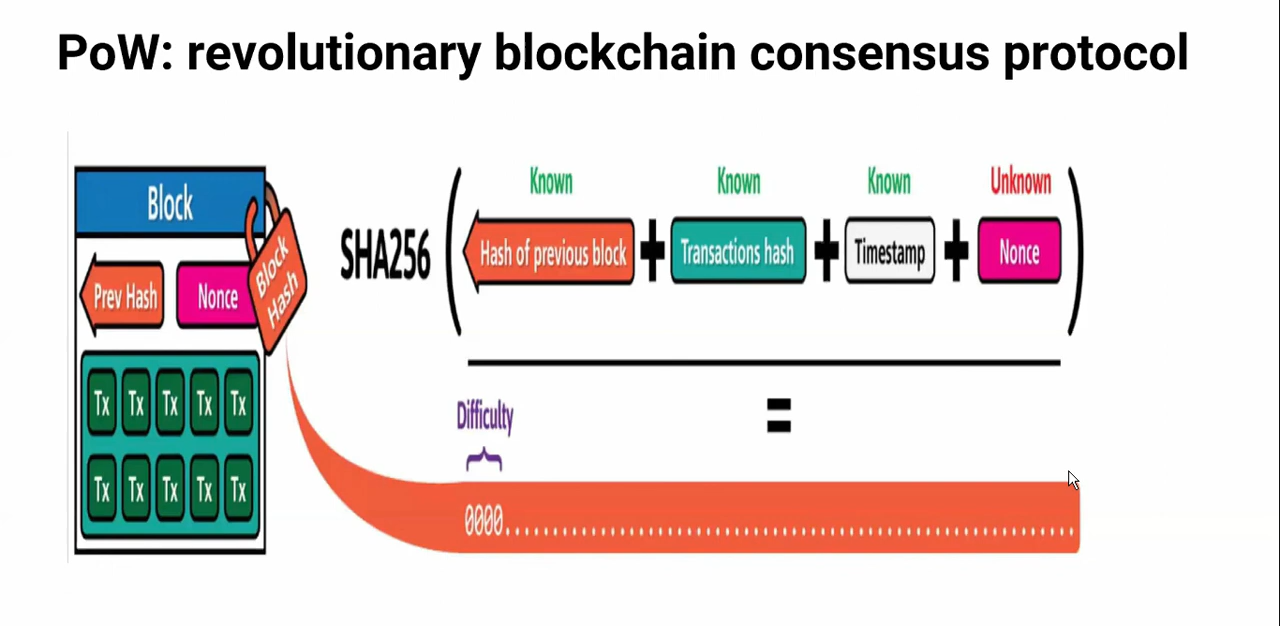 PoW: revolutionary blockchain consensus protocol
Block
Prev Hash
Nonce
Block
Hash
Tx Tx Tx Tx Tx
Tx Tx Tx Tx Tx
Known Known Known Unknown
SHA256 ( Hash of previous block + Transactions hash + Timestamp + Nonce )
Difficulty
=
0000......................................................................